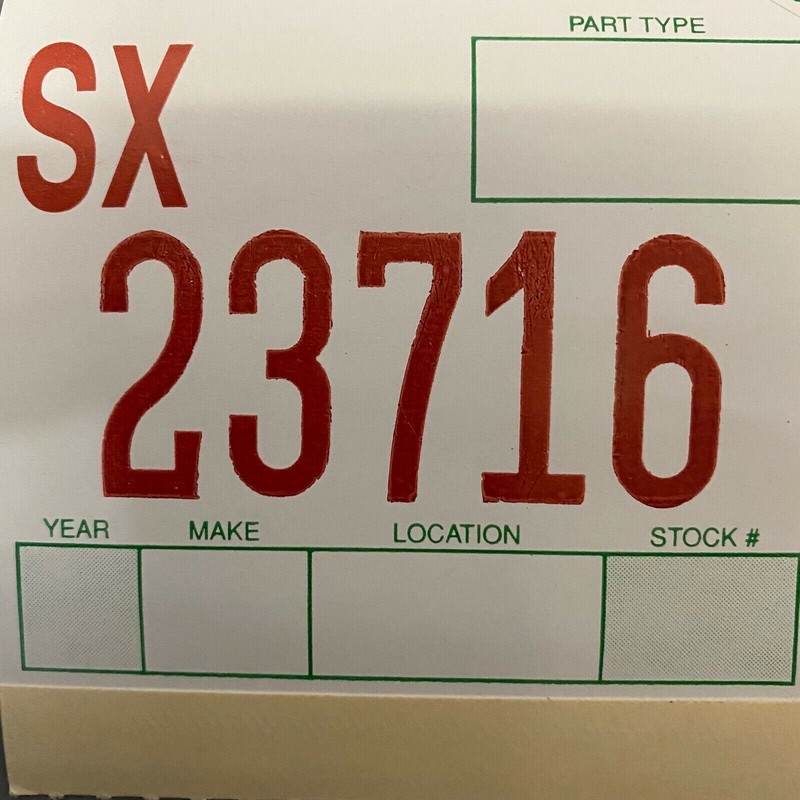 PART TYPE
SX
23716
YEAR MAKE LOCATION STOCK #